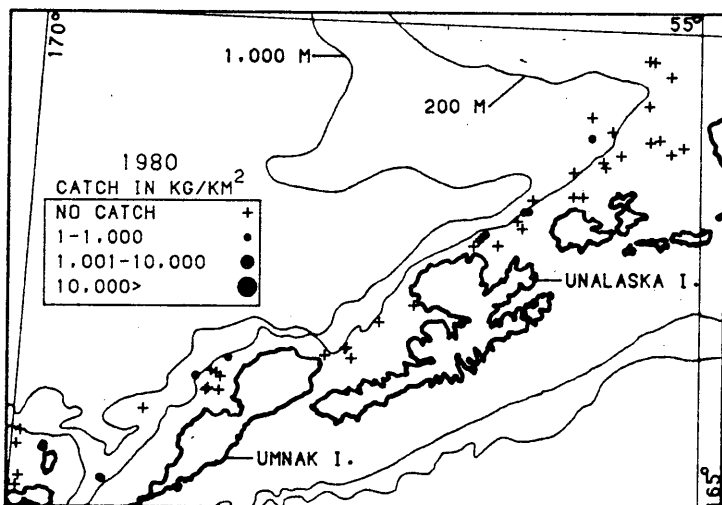 170°
55°
1,000 M
200 M
1980
CATCH IN KG/KM²
NO CATCH +
1-1,000
1,001-10,000
10,000>
UNALASKA I.
UMNAK I.
165°